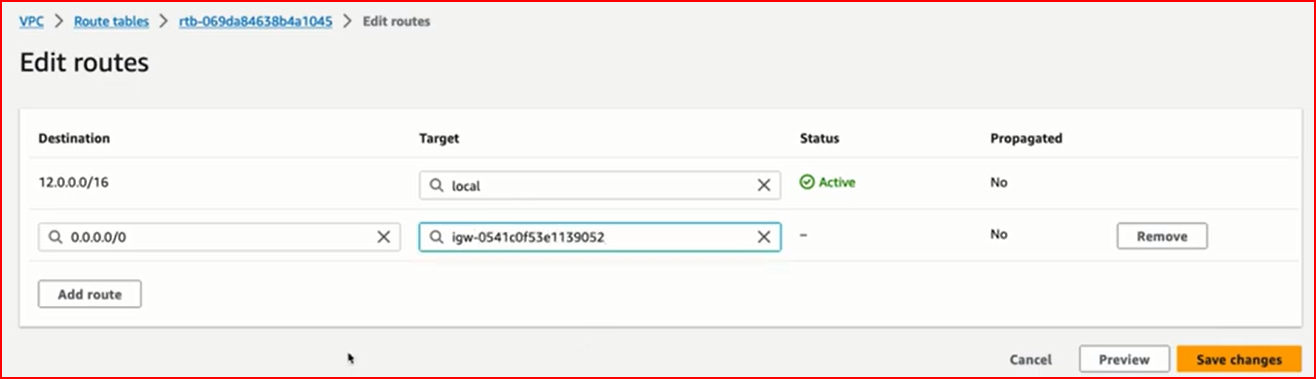 VPC > Route tables > rtb-069da84638b4a1045 > Edit routes
Edit routes
Destination Target Status Propagated
12.0.0.0/16 local Active No
0.0.0.0/0 igw-0541c0f53e1139052 – No Remove
Add route
Cancel Preview Save changes